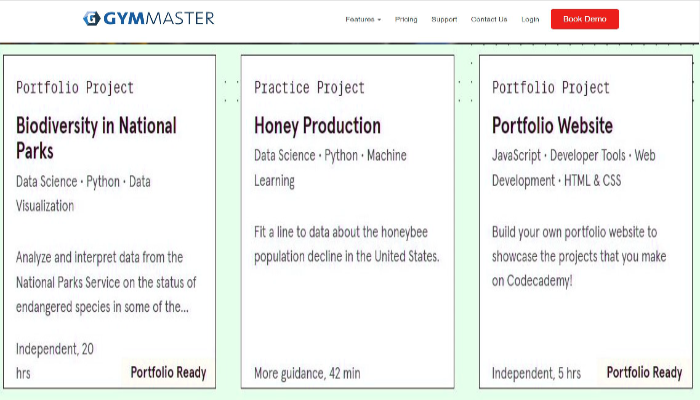 GYMMASTER
Features Pricing Support Contact Us Login Book Demo
Portfolio Project
Biodiversity in National
Parks
Data Science • Python • Data
Visualization
Analyze and interpret data from the
National Parks Service on the status of
endangered species in some of the...
Independent, 20
hrs
Portfolio Ready
Practice Project
Honey Production
Data Science • Python • Machine
Learning
Fit a line to data about the honeybee
population decline in the United States.
More guidance, 42 min
Portfolio Project
Portfolio Website
JavaScript • Developer Tools • Web
Development • HTML & CSS
Build your own portfolio website to
showcase the projects that you make
on Codecademy!
Independent, 5 hrs
Portfolio Ready